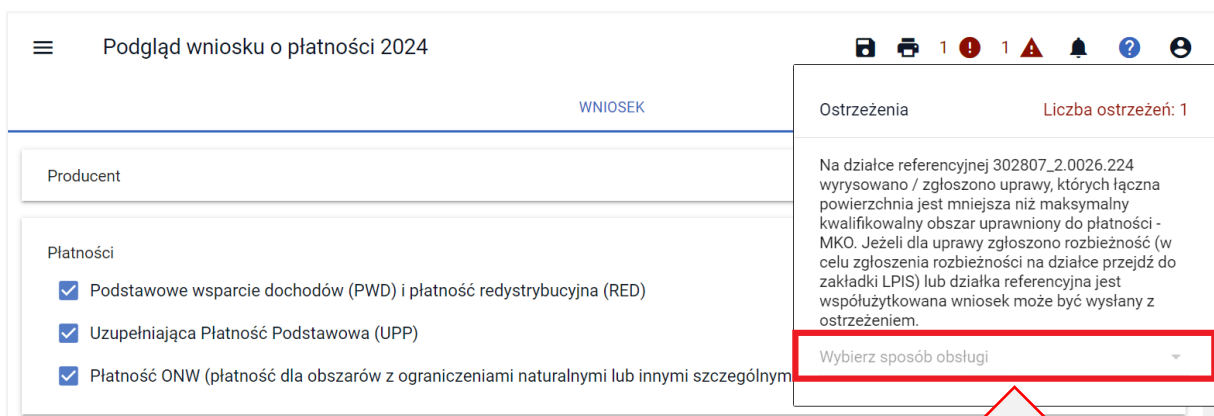 Podgląd wniosku o płatności 2024
1
1
WNIOSEK
Ostrzeżenia
Liczba ostrzeżeń: 1
Na działce referencyjnej 302807_2.0026.224
wyrysowano / zgłoszono uprawy, których łączna
powierzchnia jest mniejsza niż maksymalny
kwalifikowalny obszar uprawniony do płatności -
MKO. Jeżeli dla uprawy zgłoszono rozbieżność (w
celu zgłoszenia rozbieżności na działce przejdź do
zakładki LPIS) lub działka referencyjna jest
współużytkowana wniosek może być wysłany z
ostrzeżeniem.
Wybierz sposób obsługi
Producent
Płatności
Podstawowe wsparcie dochodów (PWD) i płatność redystrybucyjna (RED)
Uzupełniająca Płatność Podstawowa (UPP)
Płatność ONW (płatność dla obszarów z ograniczeniami naturalnymi lub innymi szczególnym